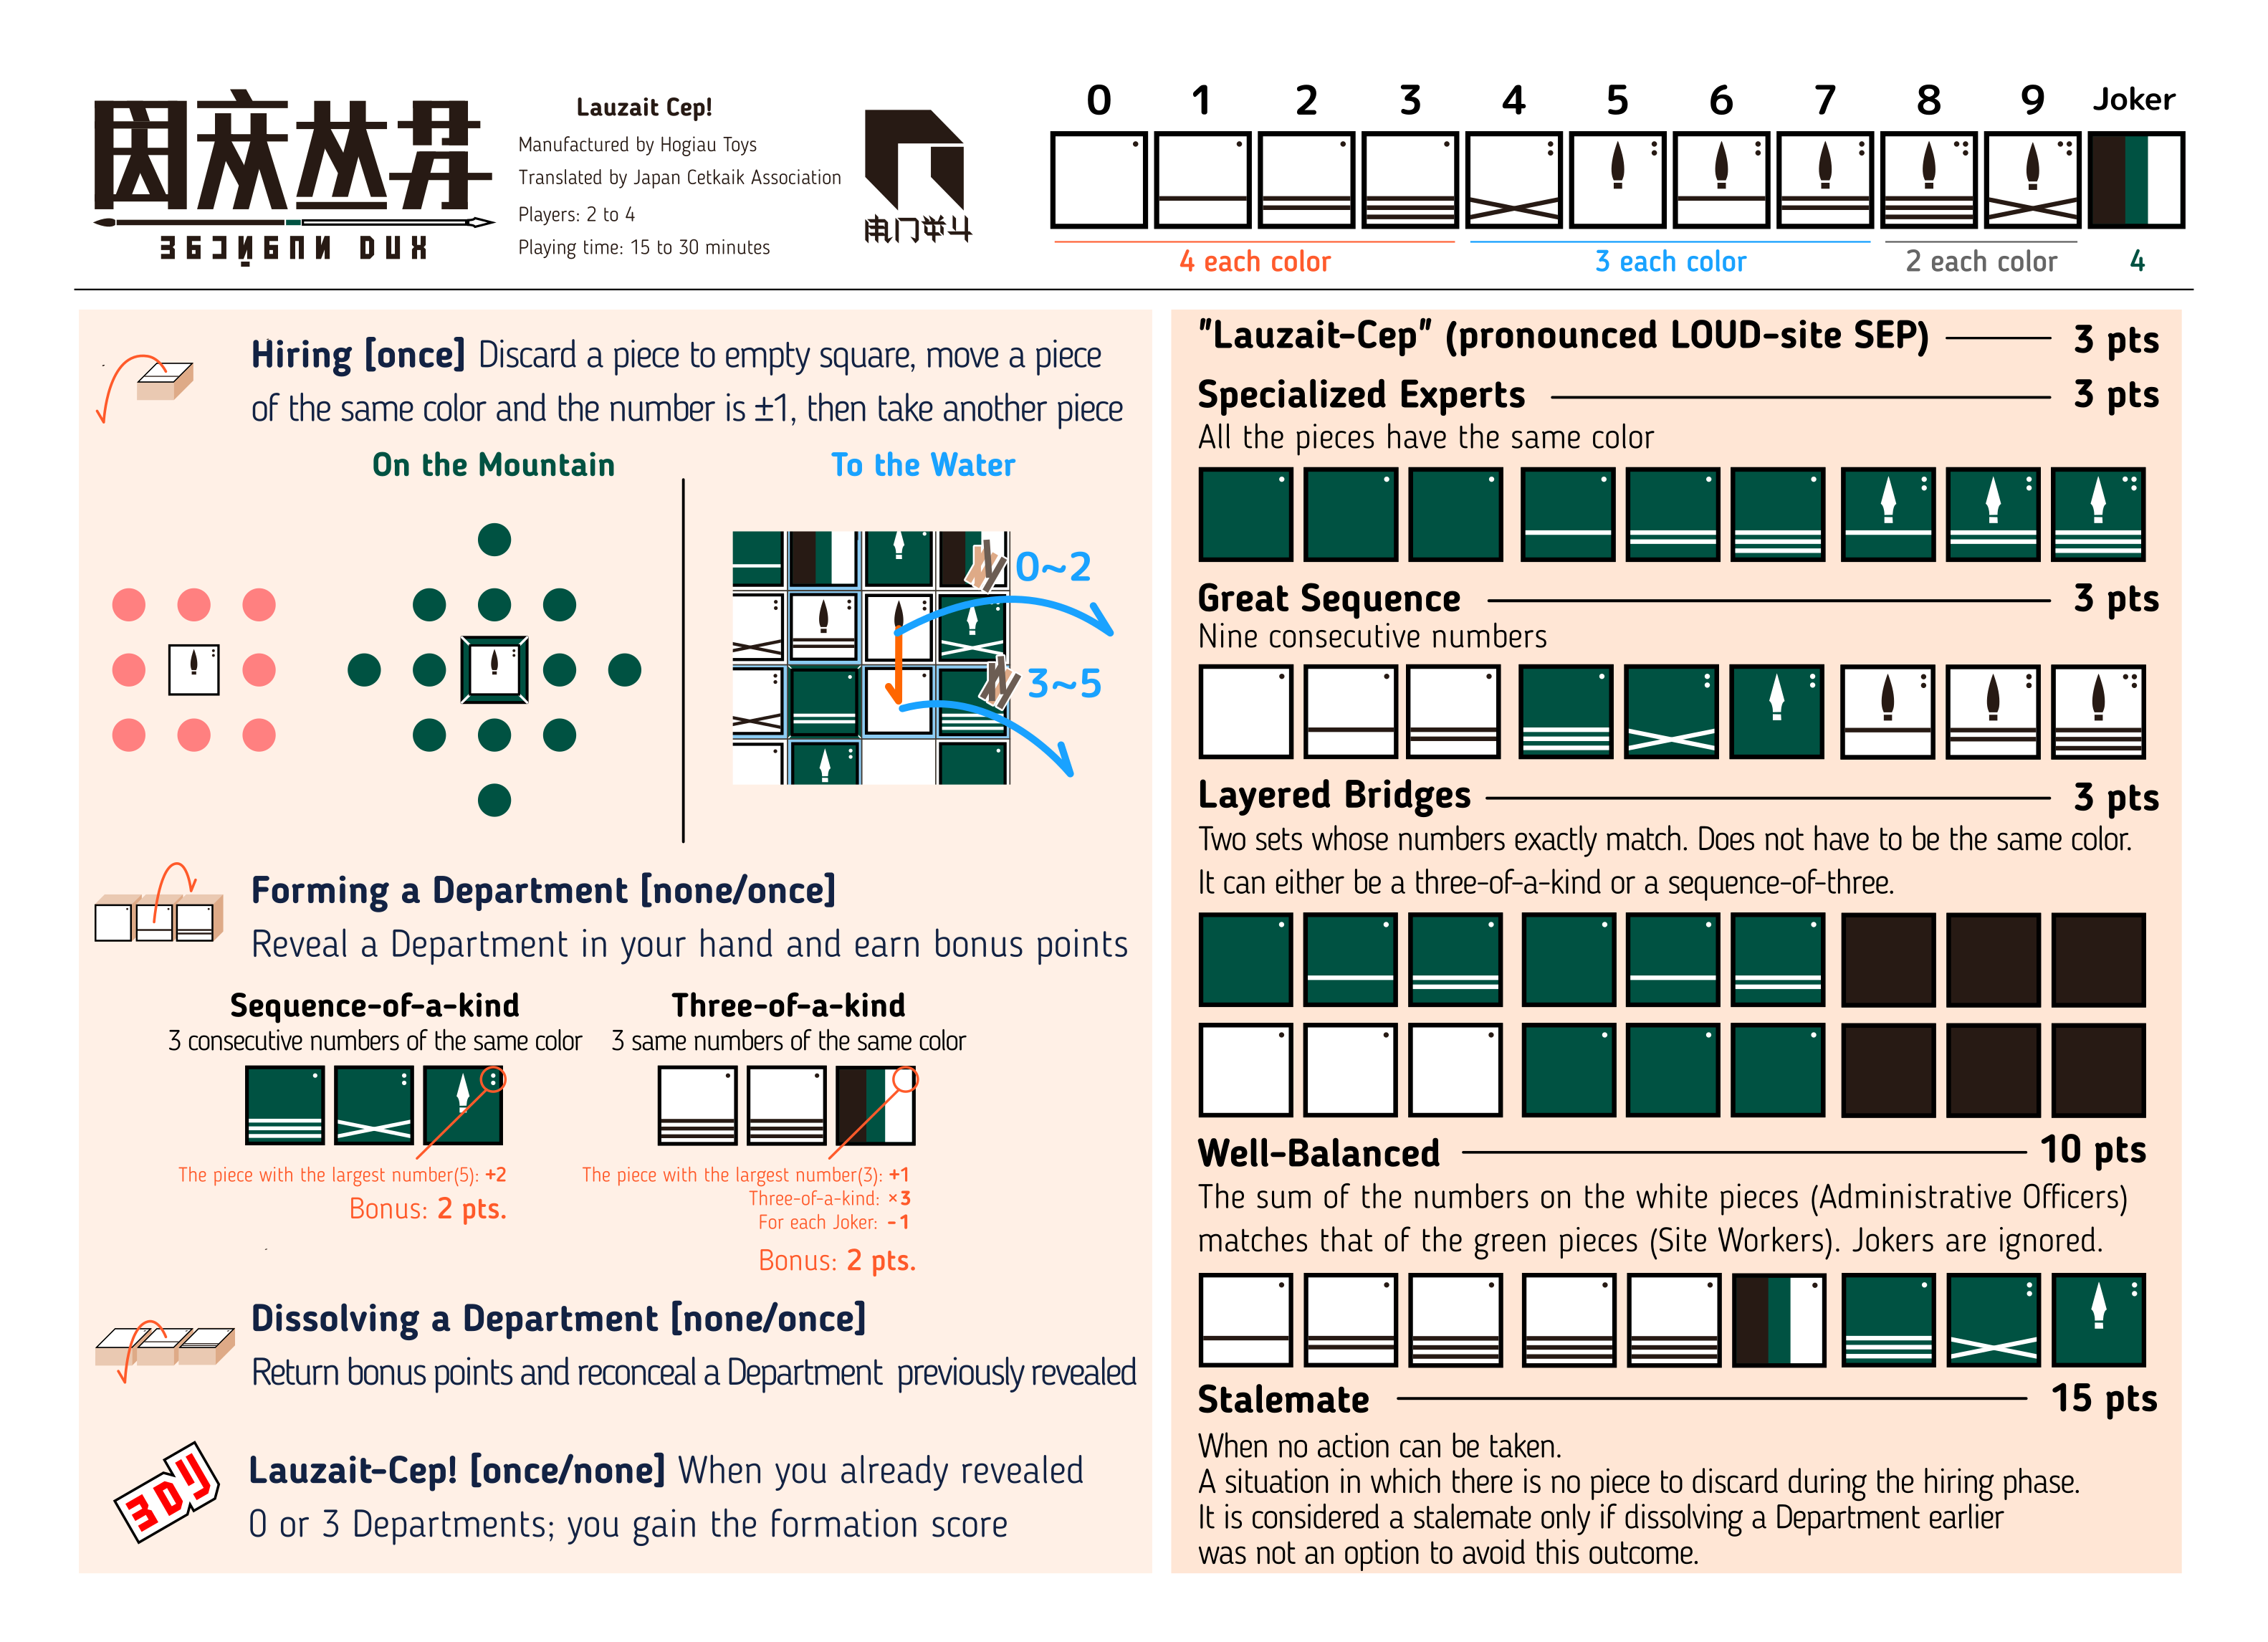 Lauzait Cep!
Manufactured by Hogiau Toys
Translated by Japan Cetkaik Association
Players: 2 to 4
Playing time: 15 to 30 minutes
0 1 2 3 4 5 6 7 8 9 Joker
4 each color 3 each color 2 each color 4
Hiring [once] Discard a piece to empty square, move a piece
of the same color and the number is ±1, then take another piece
On the Mountain
To the Water
0~2
3~5
Forming a Department [none/once]
Reveal a Department in your hand and earn bonus points
Sequence-of-a-kind
3 consecutive numbers of the same color
The piece with the largest number(5): +2
Bonus: 2 pts.
Three-of-a-kind
3 same numbers of the same color
The piece with the largest number(3): +1
Three-of-a-kind: ×3
For each Joker: -1
Bonus: 2 pts.
Dissolving a Department [none/once]
Return bonus points and reconceal a Department previously revealed
Lauzait-Cep! [once/none] When you already revealed
0 or 3 Departments; you gain the formation score
"Lauzait-Cep" (pronounced LOUD-site SEP) 3 pts
Specialized Experts 3 pts
All the pieces have the same color
Great Sequence 3 pts
Nine consecutive numbers
Layered Bridges 3 pts
Two sets whose numbers exactly match. Does not have to be the same color.
It can either be a three-of-a-kind or a sequence-of-three.
Well-Balanced 10 pts
The sum of the numbers on the white pieces (Administrative Officers)
matches that of the green pieces (Site Workers). Jokers are ignored.
Stalemate 15 pts
When no action can be taken.
A situation in which there is no piece to discard during the hiring phase.
It is considered a stalemate only if dissolving a Department earlier
was not an option to avoid this outcome.